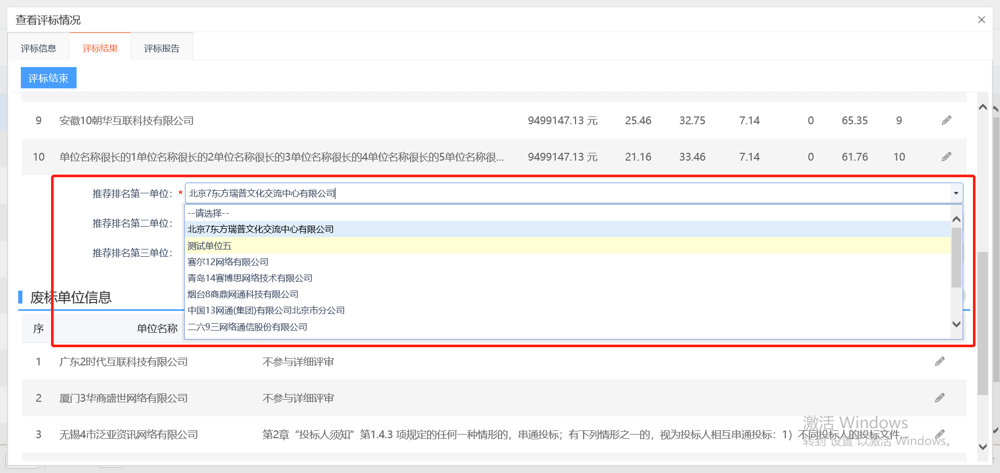 查看评标情况
评标信息 评标结果 评标报告
评标结束
9 安徽10朝华互联科技有限公司 9499147.13 元 25.46 32.75 7.14 0 65.35 9
10 单位名称很长的1单位名称很长的2单位名称很长的3单位名称很长的4单位名称很长的5单位名称很... 9499147.13 元 21.16 33.46 7.14 0 61.76 10
推荐排名第一单位：* 北京7东方瑞普文化交流中心有限公司
--请选择--
推荐排名第二单位：
北京7东方瑞普文化交流中心有限公司
测试单位五
推荐排名第三单位：
赛尔12网络有限公司
青岛14赛博思网络技术有限公司
烟台8商鼎网通科技有限公司
废标单位信息
中国13网通(集团)有限公司北京市分公司
二六9三网络通信股份有限公司
序 单位名称
1 广东2时代互联科技有限公司 不参与详细评审
2 厦门3华商盛世网络有限公司 不参与详细评审
3 无锡4市泛亚资讯网络有限公司 第2章“投标人须知”第1.4.3 项规定的任何一种情形的，串通投标；有下列情形之一的，视为投标人相互串通投标：1）不同投标人的投标文件...
激活 Windows
转到"设置"以激活 Windows。